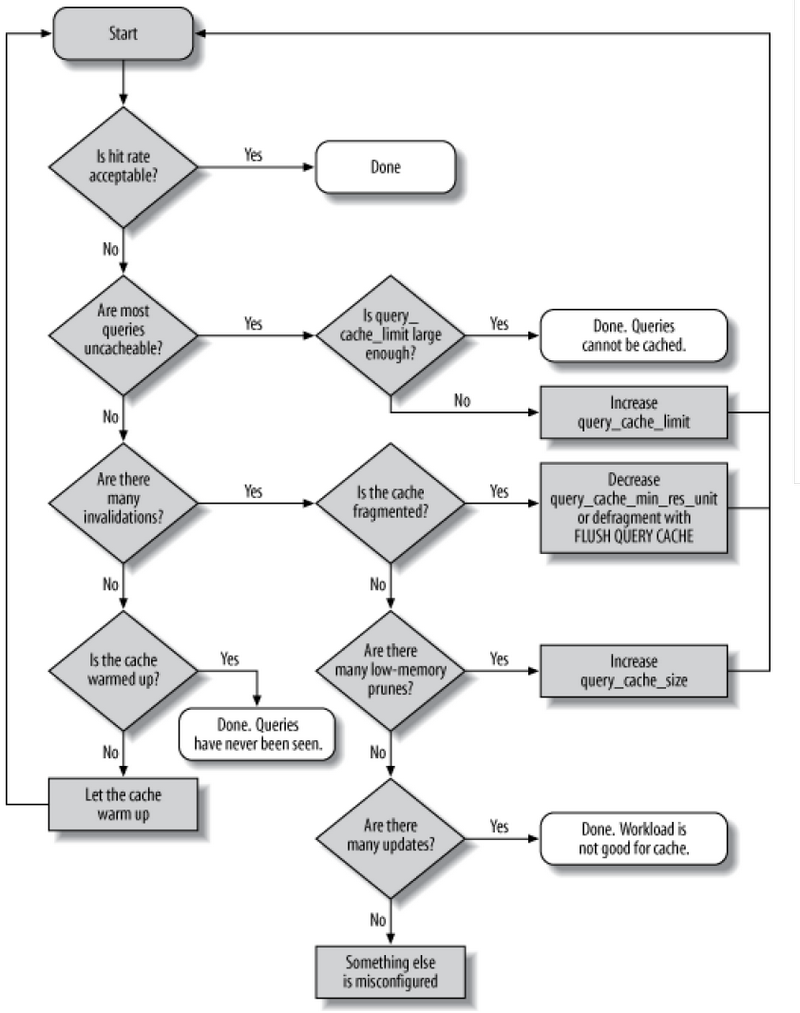 Start
Is hit rate
acceptable?
Yes
Done
No
Are most
queries
uncacheable?
Yes
Is query_
cache_limit large
enough?
Yes
Done. Queries
cannot be cached.
No
Increase
query_cache_limit
No
Are there
many
invalidations?
Yes
Is the cache
fragmented?
Yes
Decrease
query_cache_min_res_unit
or defragment with
FLUSH QUERY CACHE
No
No
Is the cache
warmed up?
Yes
Done. Queries
have never been seen.
Are there
many low-memory
prunes?
Yes
Increase
query_cache_size
No
Let the cache
warm up
No
Are there
many updates?
Yes
Done. Workload is
not good for cache.
No
Something else
is misconfigured